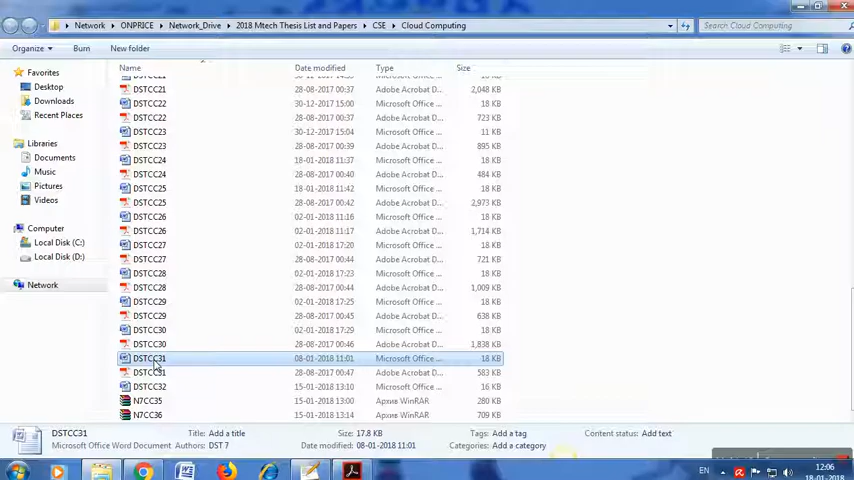 Network ▸ ONPRICE ▸ Network_Drive ▸ 2018 Mtech Thesis List and Papers ▸ CSE ▸ Cloud Computing
Search Cloud Computing
Organize Burn New folder
Name Date modified Type Size
Favorites
Desktop
Downloads
Recent Places
Libraries
Documents
Music
Pictures
Videos
Computer
Local Disk (C:)
Local Disk (D:)
Network
DSTCC21 28-08-2017 00:37 Adobe Acrobat D... 2,048 KB
DSTCC22 30-12-2017 15:00 Microsoft Office ... 18 KB
DSTCC22 28-08-2017 00:37 Adobe Acrobat D... 723 KB
DSTCC23 30-12-2017 15:04 Microsoft Office ... 11 KB
DSTCC23 28-08-2017 00:39 Adobe Acrobat D... 895 KB
DSTCC24 18-01-2018 11:37 Microsoft Office ... 18 KB
DSTCC24 28-08-2017 00:40 Adobe Acrobat D... 484 KB
DSTCC25 18-01-2018 11:42 Microsoft Office ... 18 KB
DSTCC25 28-08-2017 00:42 Adobe Acrobat D... 2,973 KB
DSTCC26 02-01-2018 11:16 Microsoft Office ... 18 KB
DSTCC26 28-08-2017 00:42 Adobe Acrobat D... 1,714 KB
DSTCC27 02-01-2018 17:20 Microsoft Office ... 18 KB
DSTCC27 28-08-2017 00:44 Adobe Acrobat D... 721 KB
DSTCC28 02-01-2018 17:23 Microsoft Office ... 18 KB
DSTCC28 28-08-2017 00:44 Adobe Acrobat D... 1,009 KB
DSTCC29 02-01-2018 17:25 Microsoft Office ... 18 KB
DSTCC29 28-08-2017 00:45 Adobe Acrobat D... 638 KB
DSTCC30 02-01-2018 17:29 Microsoft Office ... 18 KB
DSTCC30 28-08-2017 00:46 Adobe Acrobat D... 1,838 KB
DSTCC31 08-01-2018 11:01 Microsoft Office ... 18 KB
DSTCC31 28-08-2017 00:47 Adobe Acrobat D... 583 KB
DSTCC32 15-01-2018 13:10 Microsoft Office ... 16 KB
N7CC35 15-01-2018 13:00 Архив WinRAR 280 KB
N7CC36 15-01-2018 13:14 Архив WinRAR 709 KB
DSTCC31 Title: Add a title Size: 17.8 KB Tags: Add a tag Content status: Add text
Microsoft Office Word Document Authors: DST 7 Date modified: 08-01-2018 11:01 Categories: Add a category
EN 12:06
18-01-2018